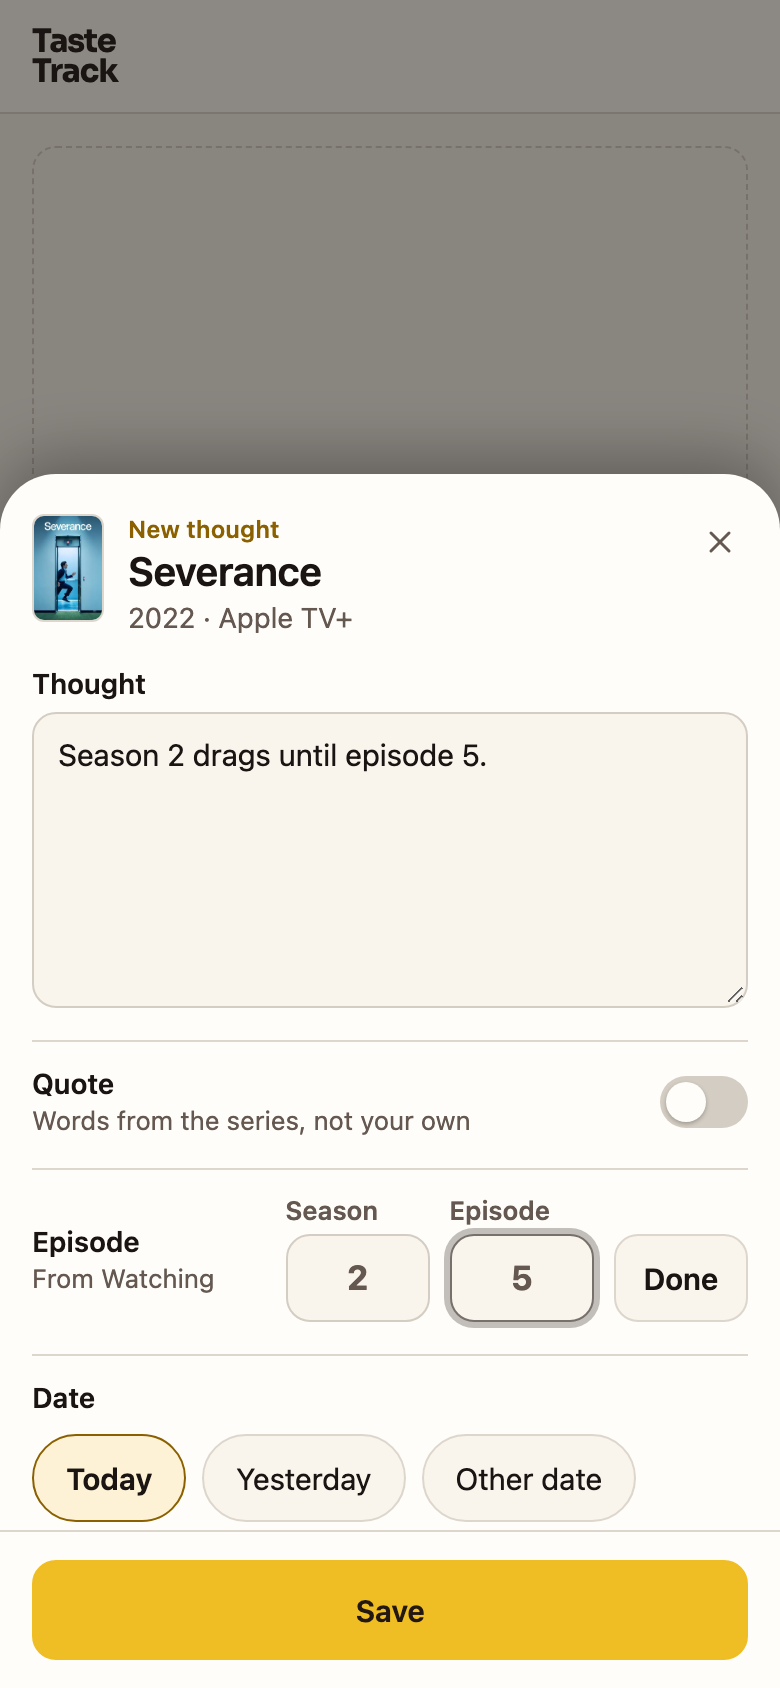 Taste
Track
Severance
New thought
Severance
2022 · Apple TV+
Thought
Season 2 drags until episode 5.
Quote
Words from the series, not your own
Season
Episode
Episode
From Watching
2
5
Done
Date
Today
Yesterday
Other date
Save